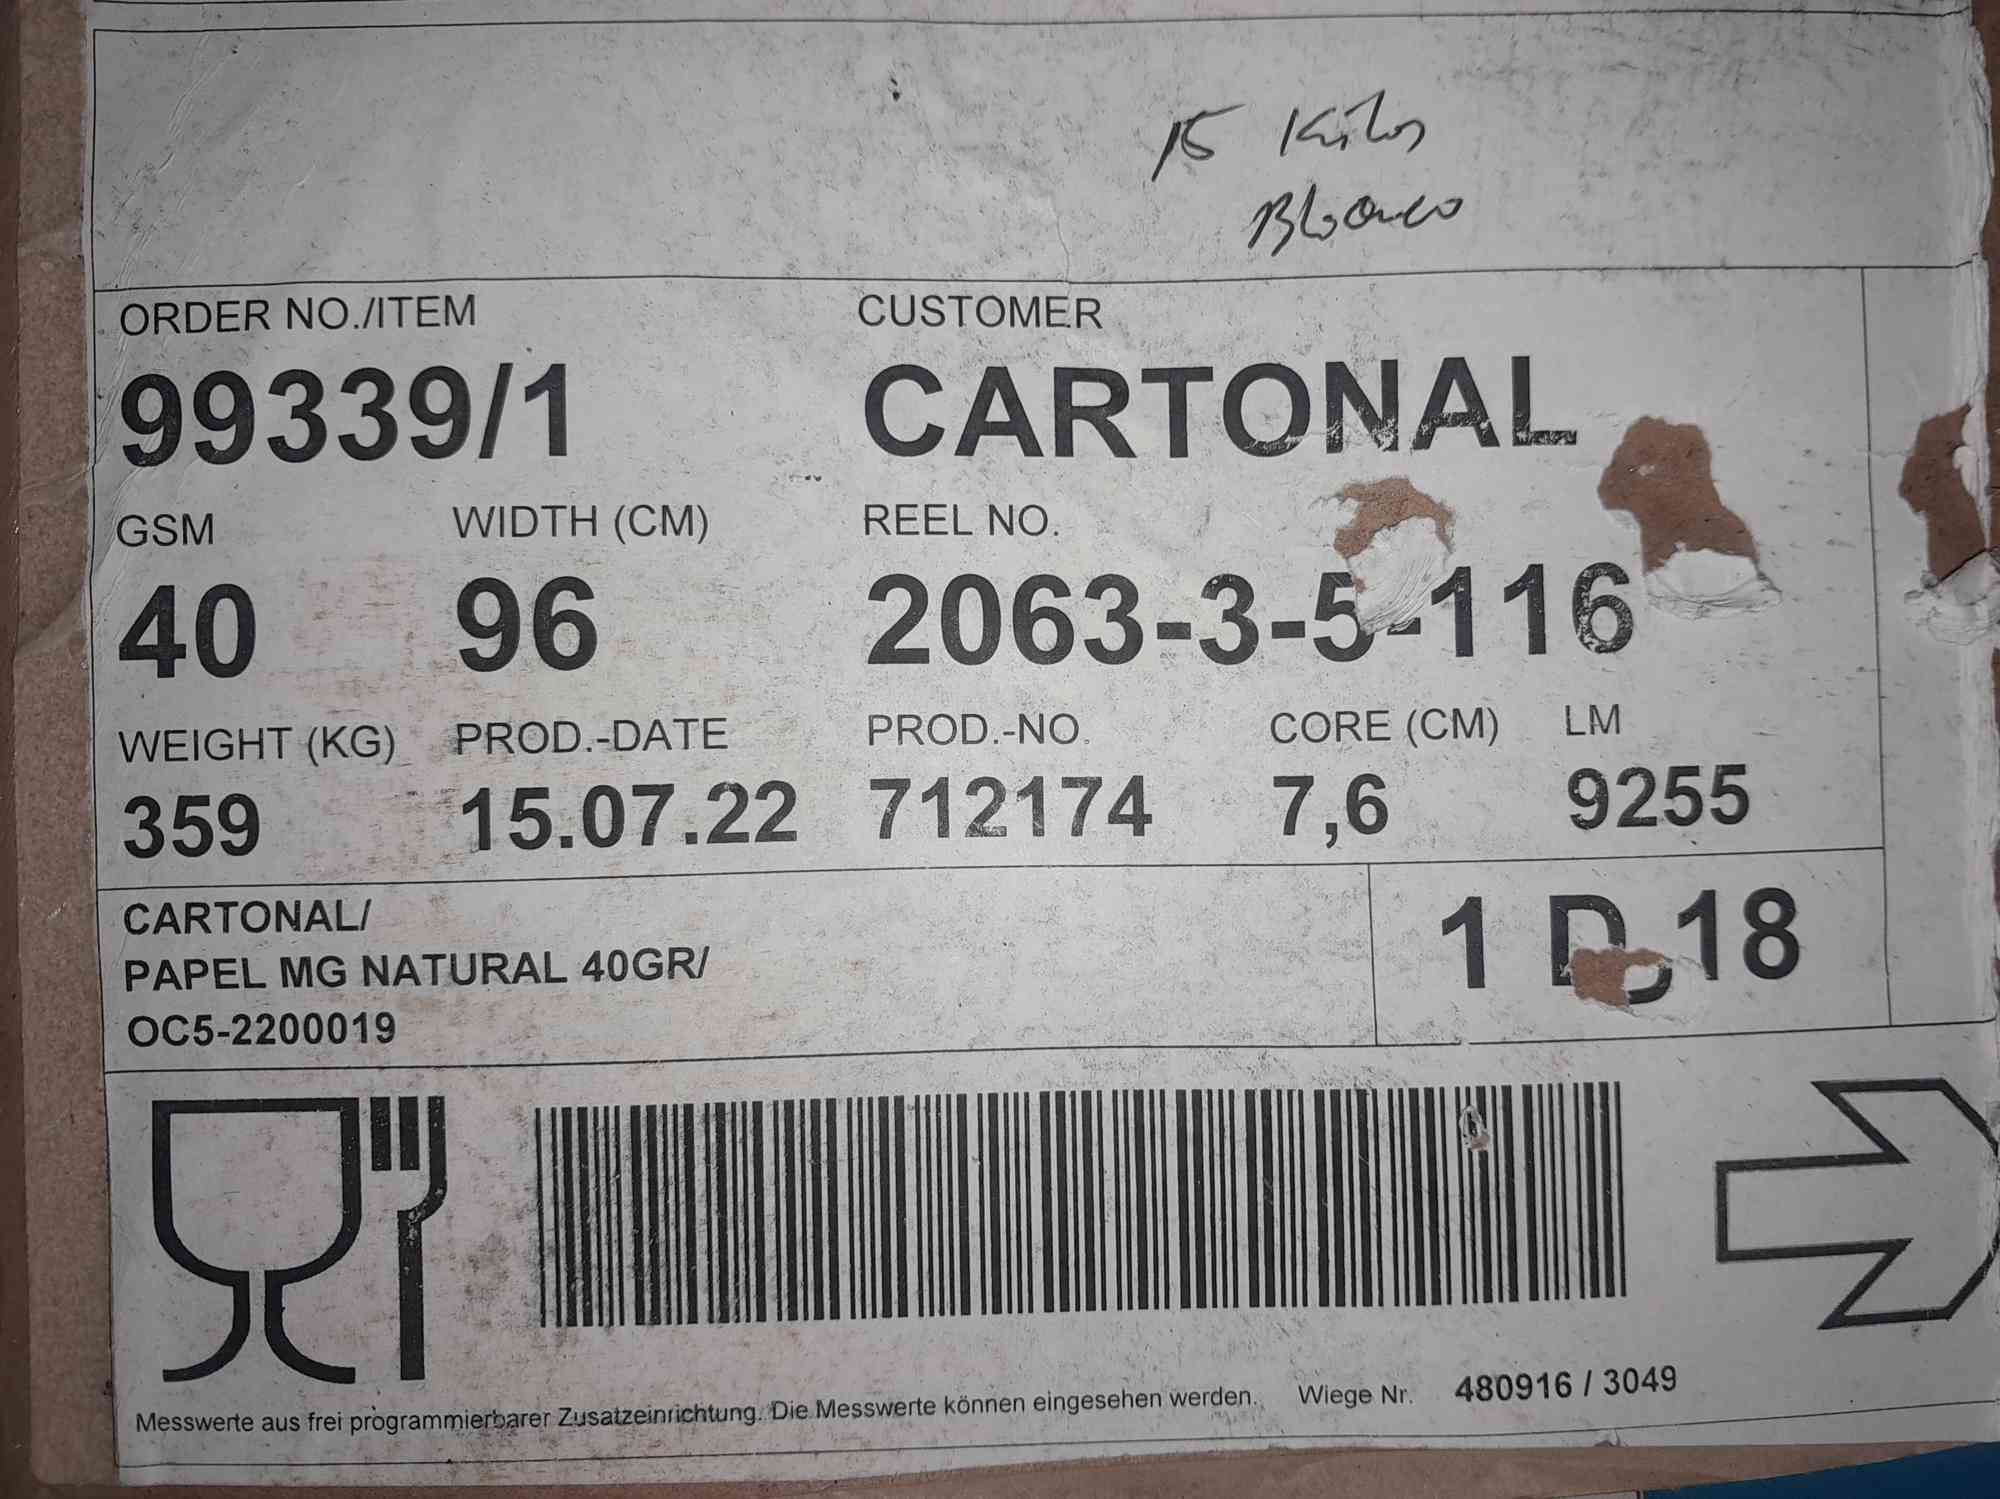 15 Kilos
Blanco
ORDER NO./ITEM CUSTOMER
99339/1 CARTONAL
GSM WIDTH (CM) REEL NO.
40 96 2063-3-5-116
WEIGHT (KG) PROD.-DATE PROD.-NO. CORE (CM) LM
359 15.07.22 712174 7,6 9255
CARTONAL/
PAPEL MG NATURAL 40GR/
OC5-2200019
1 D 18
Messwerte aus frei programmierbarer Zusatzeinrichtung. Die Messwerte können eingesehen werden. Wiege Nr. 480916 / 3049